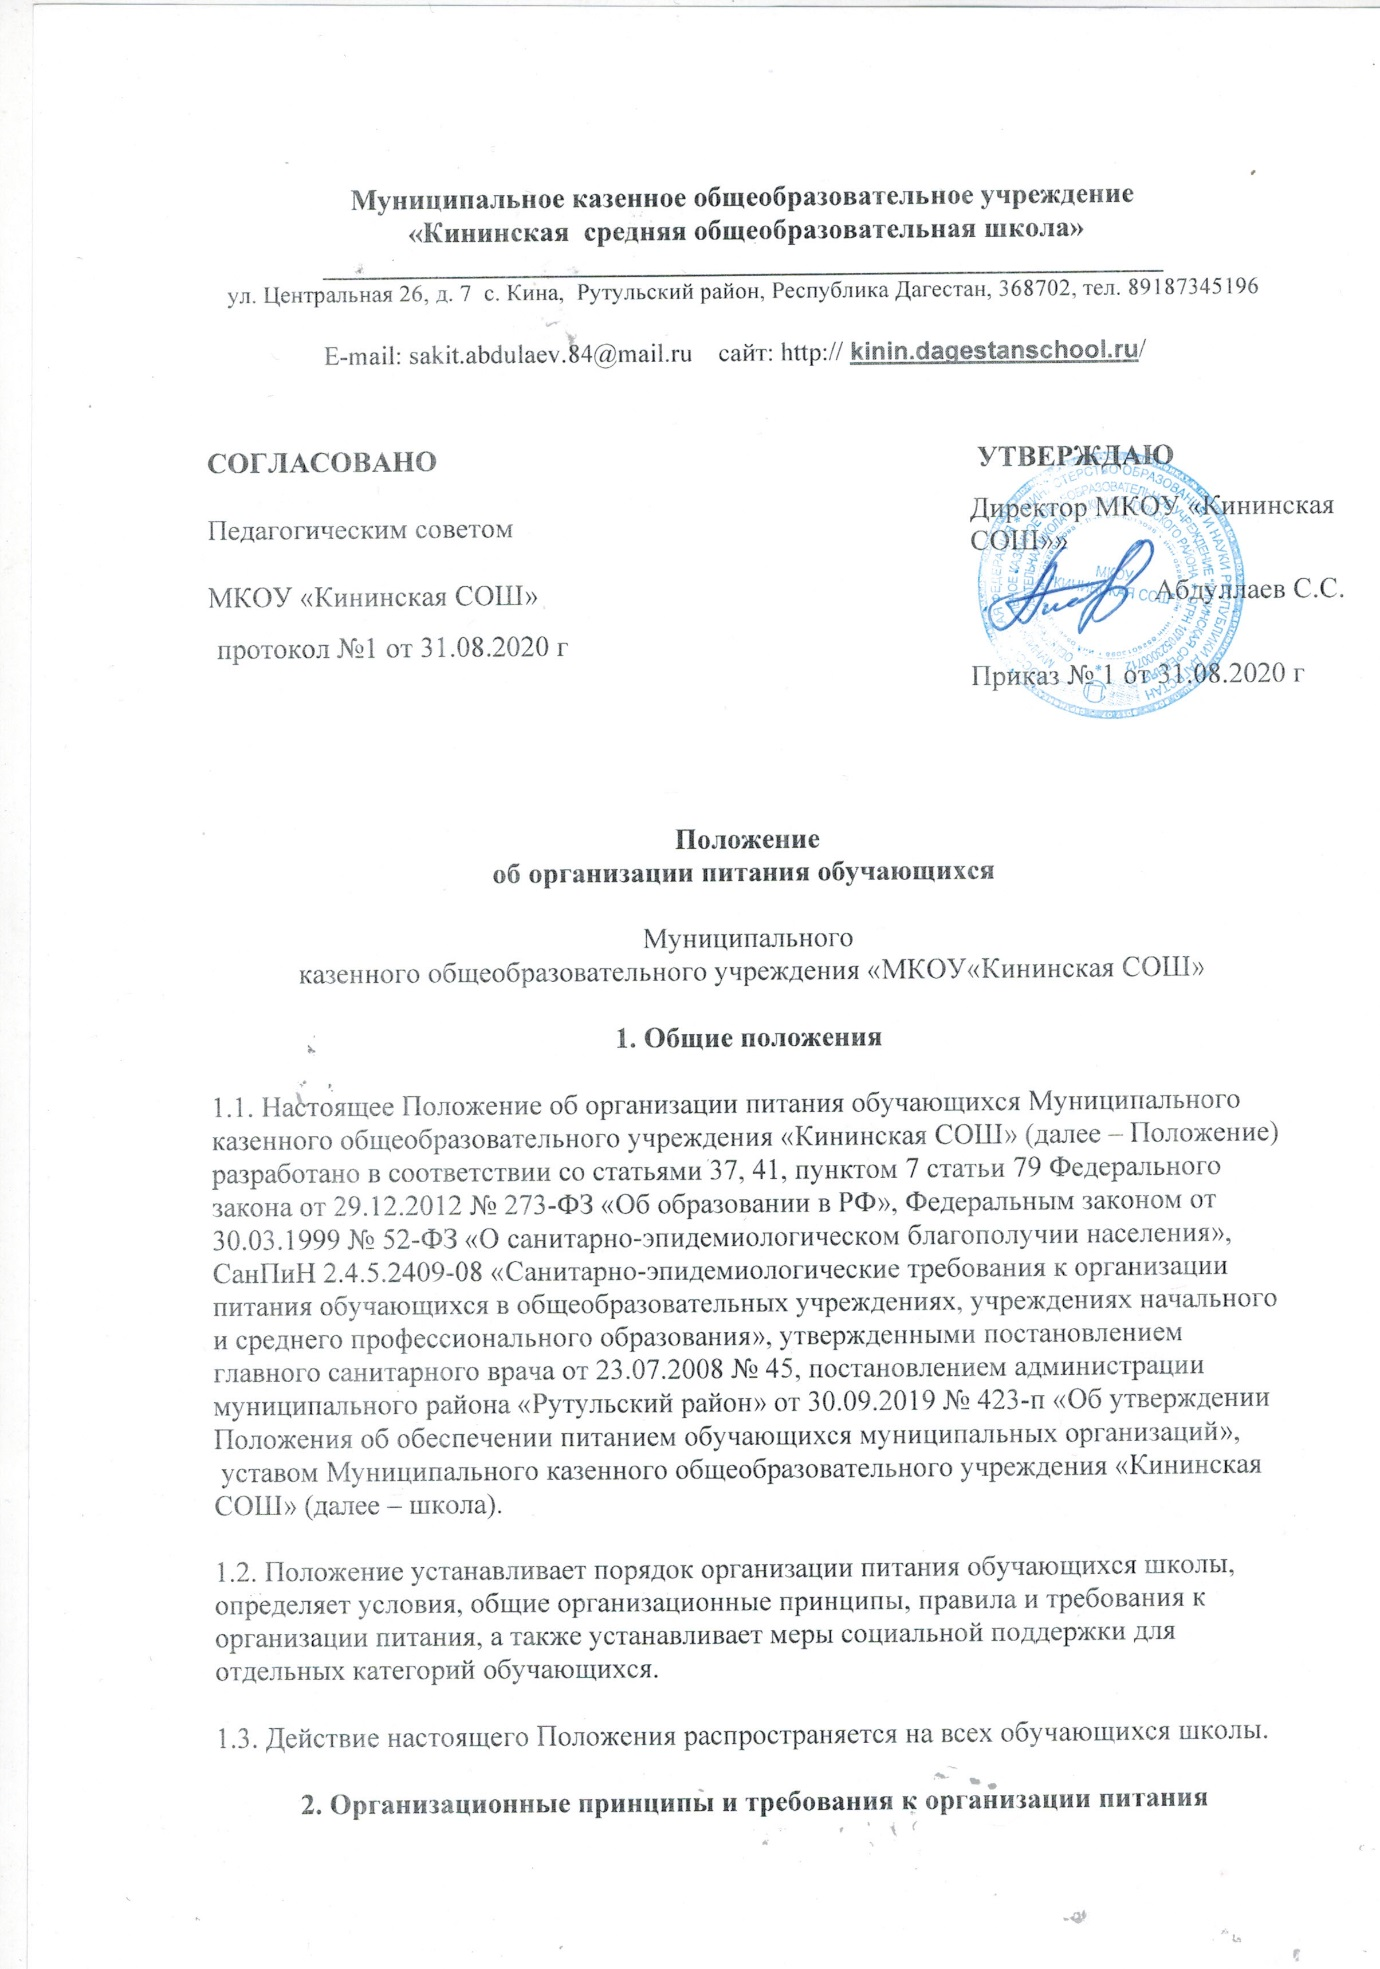 Муниципальное казенное общеобразовательное учреждение
«Кининская средняя общеобразовательная школа»
ул. Центральная 26, д. 7 с. Кина, Рутульский район, Республика Дагестан, 368702, тел. 89187345196
E-mail: sakit.abdulaev.84@mail.ru сайт: http:// kinin.dagestanschool.ru/
СОГЛАСОВАНО
Педагогическим советом
МКОУ «Кининская СОШ»
протокол №1 от 31.08.2020 г
УТВЕРЖДАЮ
Директор МКОУ «Кининская
СОШ»»
Абдуллаев С.С.
Приказ № 1 от 31.08.2020 г
МКОУ
КИНИНСКАЯ СОШ
Положение
об организации питания обучающихся
Муниципального
казенного общеобразовательного учреждения «МКОУ«Кининская СОШ»
1. Общие положения
1.1. Настоящее Положение об организации питания обучающихся Муниципального
казенного общеобразовательного учреждения «Кининская СОШ» (далее – Положение)
разработано в соответствии со статьями 37, 41, пунктом 7 статьи 79 Федерального
закона от 29.12.2012 № 273-ФЗ «Об образовании в РФ», Федеральным законом от
30.03.1999 № 52-ФЗ «О санитарно-эпидемиологическом благополучии населения»,
СанПиН 2.4.5.2409-08 «Санитарно-эпидемиологические требования к организации
питания обучающихся в общеобразовательных учреждениях, учреждениях начального
и среднего профессионального образования», утвержденными постановлением
главного санитарного врача от 23.07.2008 № 45, постановлением администрации
муниципального района «Рутульский район» от 30.09.2019 № 423-п «Об утверждении
Положения об обеспечении питанием обучающихся муниципальных организаций»,
уставом Муниципального казенного общеобразовательного учреждения «Кининская
СОШ» (далее – школа).
1.2. Положение устанавливает порядок организации питания обучающихся школы,
определяет условия, общие организационные принципы, правила и требования к
организации питания, а также устанавливает меры социальной поддержки для
отдельных категорий обучающихся.
1.3. Действие настоящего Положения распространяется на всех обучающихся школы.
2. Организационные принципы и требования к организации питания